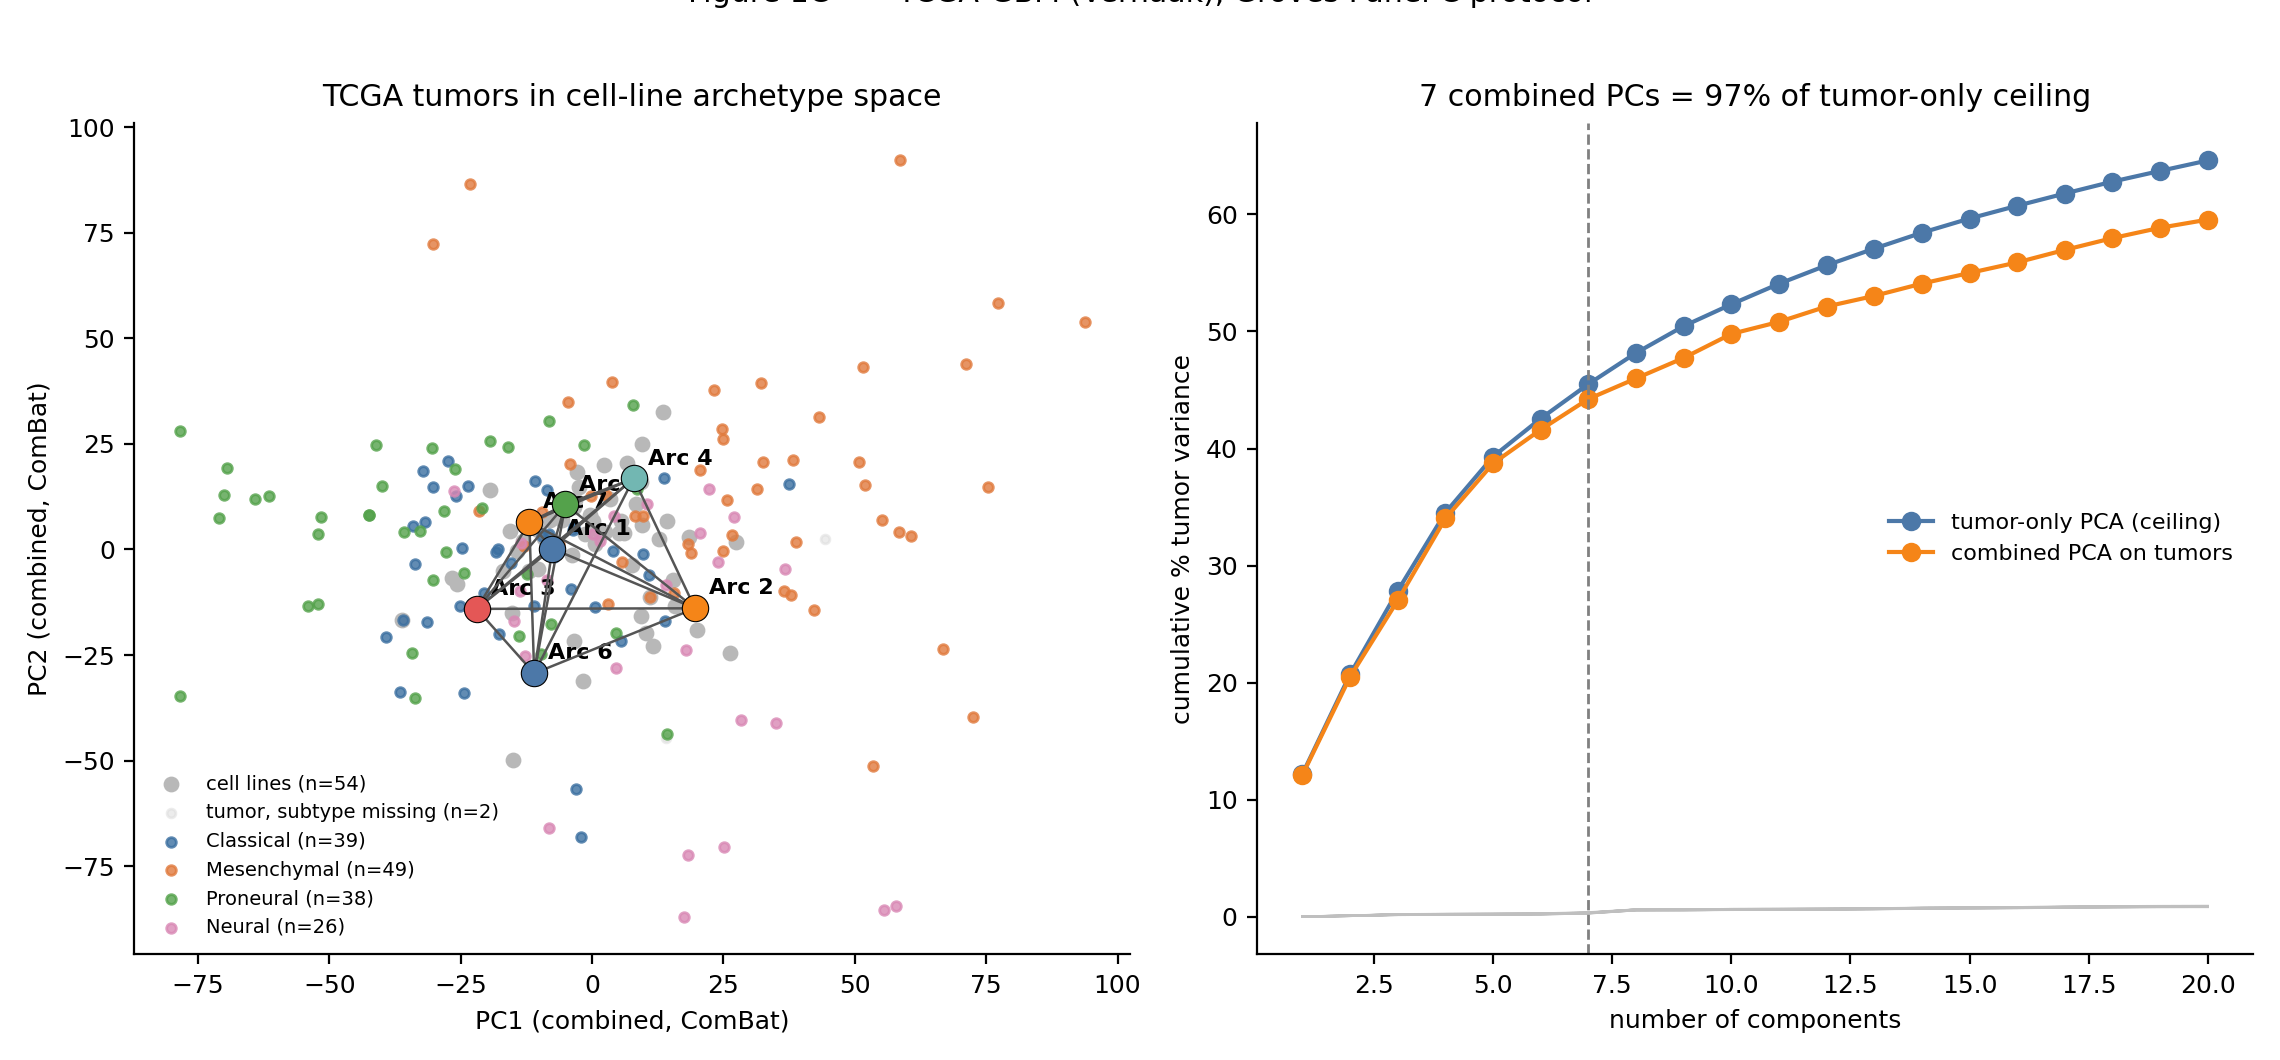 TCGA tumors in cell-line archetype space
100
75
50
25
0
−25
−50
−75
PC2 (combined, ComBat)
Arc 4
Arc
Arc 1
Arc 3
Arc 2
Arc 6
cell lines (n=54)
tumor, subtype missing (n=2)
Classical (n=39)
Mesenchymal (n=49)
Proneural (n=38)
Neural (n=26)
−75
−50
−25
0
25
50
75
100
PC1 (combined, ComBat)
7 combined PCs = 97% of tumor-only ceiling
60
50
40
30
20
10
0
cumulative % tumor variance
tumor-only PCA (ceiling)
combined PCA on tumors
2.5
5.0
7.5
10.0
12.5
15.0
17.5
20.0
number of components